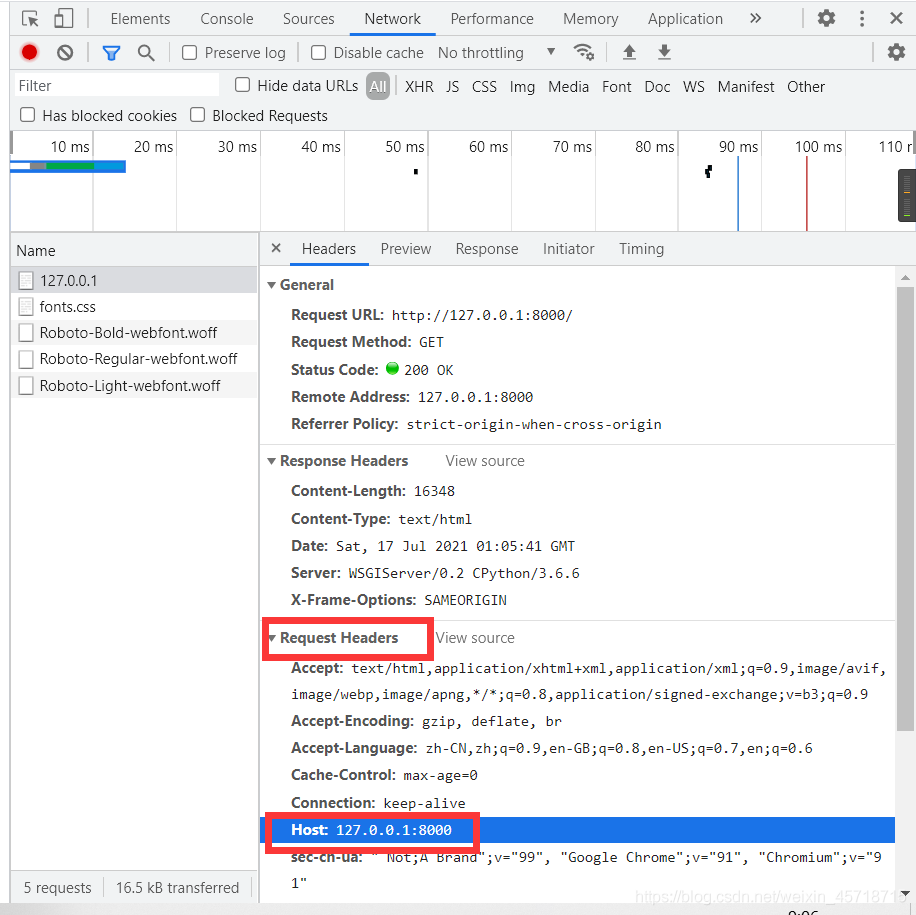 Elements Console Sources Network Performance Memory Application »
Preserve log Disable cache No throttling
Filter Hide data URLs All XHR JS CSS Img Media Font Doc WS Manifest Other
Has blocked cookies Blocked Requests
10 ms 20 ms 30 ms 40 ms 50 ms 60 ms 70 ms 80 ms 90 ms 100 ms 110 r
Name
127.0.0.1
fonts.css
Roboto-Bold-webfont.woff
Roboto-Regular-webfont.woff
Roboto-Light-webfont.woff
5 requests 16.5 kB transferred
× Headers Preview Response Initiator Timing
General
Request URL: http://127.0.0.1:8000/
Request Method: GET
Status Code: 200 OK
Remote Address: 127.0.0.1:8000
Referrer Policy: strict-origin-when-cross-origin
Response Headers View source
Content-Length: 16348
Content-Type: text/html
Date: Sat, 17 Jul 2021 01:05:41 GMT
Server: WSGIServer/0.2 CPython/3.6.6
X-Frame-Options: SAMEORIGIN
Request Headers View source
Accept: text/html,application/xhtml+xml,application/xml;q=0.9,image/avif,
image/webp,image/apng,*/*;q=0.8,application/signed-exchange;v=b3;q=0.9
Accept-Encoding: gzip, deflate, br
Accept-Language: zh-CN,zh;q=0.9,en-GB;q=0.8,en-US;q=0.7,en;q=0.6
Cache-Control: max-age=0
Connection: keep-alive
Host: 127.0.0.1:8000
sec-ch-ua: " Not;A Brand";v="99", "Google Chrome";v="91", "Chromium";v="9
1"